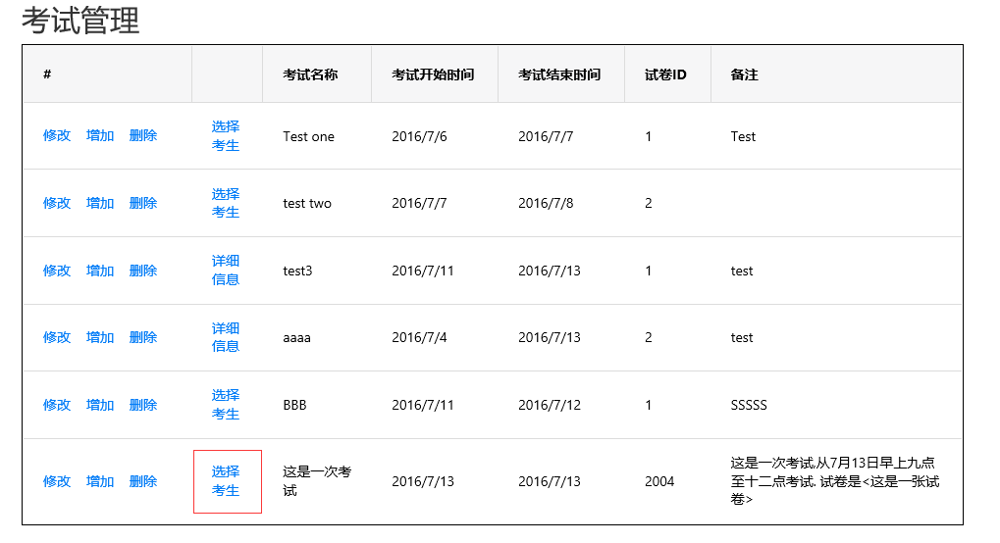 考试管理
# 考试名称 考试开始时间 考试结束时间 试卷ID 备注
修改 增加 删除 选择 Test one 2016/7/6 2016/7/7 1 Test
考生
修改 增加 删除 选择 test two 2016/7/7 2016/7/8 2
考生
修改 增加 删除 详细 test3 2016/7/11 2016/7/13 1 test
信息
修改 增加 删除 详细 aaaa 2016/7/4 2016/7/13 2 test
信息
修改 增加 删除 选择 BBB 2016/7/11 2016/7/12 1 SSSSS
考生
修改 增加 删除 选择 这是一次考 2016/7/13 2016/7/13 2004 这是一次考试,从7月13日早上九点
考生 试 至十二点考试. 试卷是<这是一张试
卷>